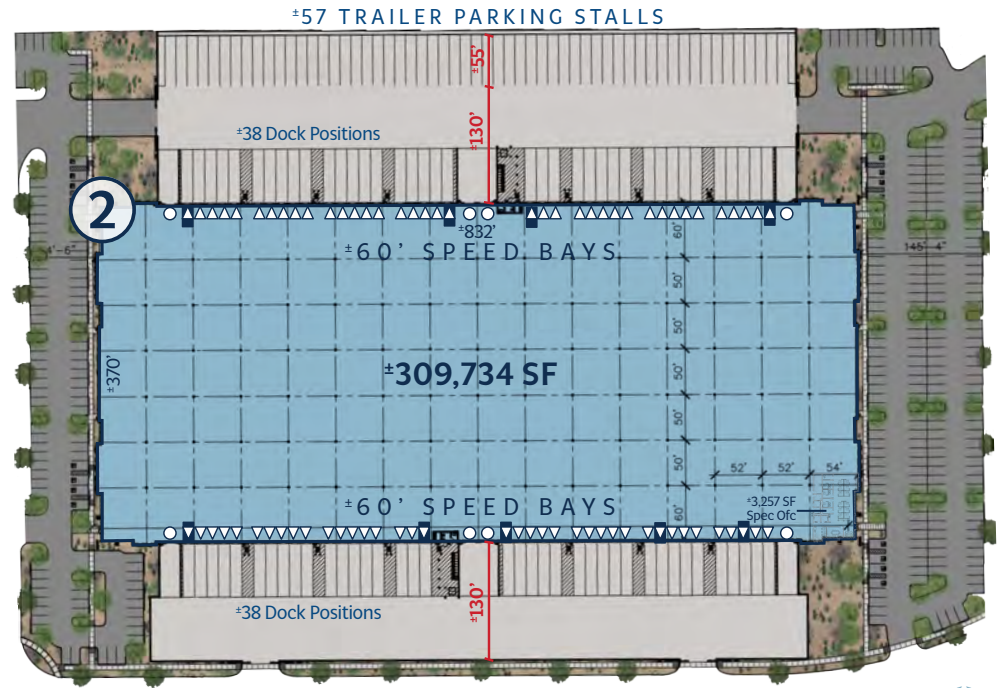 ±57 TRAILER PARKING STALLS
±55'
±130'
±38 Dock Positions
2
±832'
±60' SPEED BAYS
60'
145'-4"
50'
50'
±370'
±309,734 SF
50'
50'
50'
52' 52' 54'
±60' SPEED BAYS
±3,257 SF
Spec Ofc
60'
±130'
±38 Dock Positions